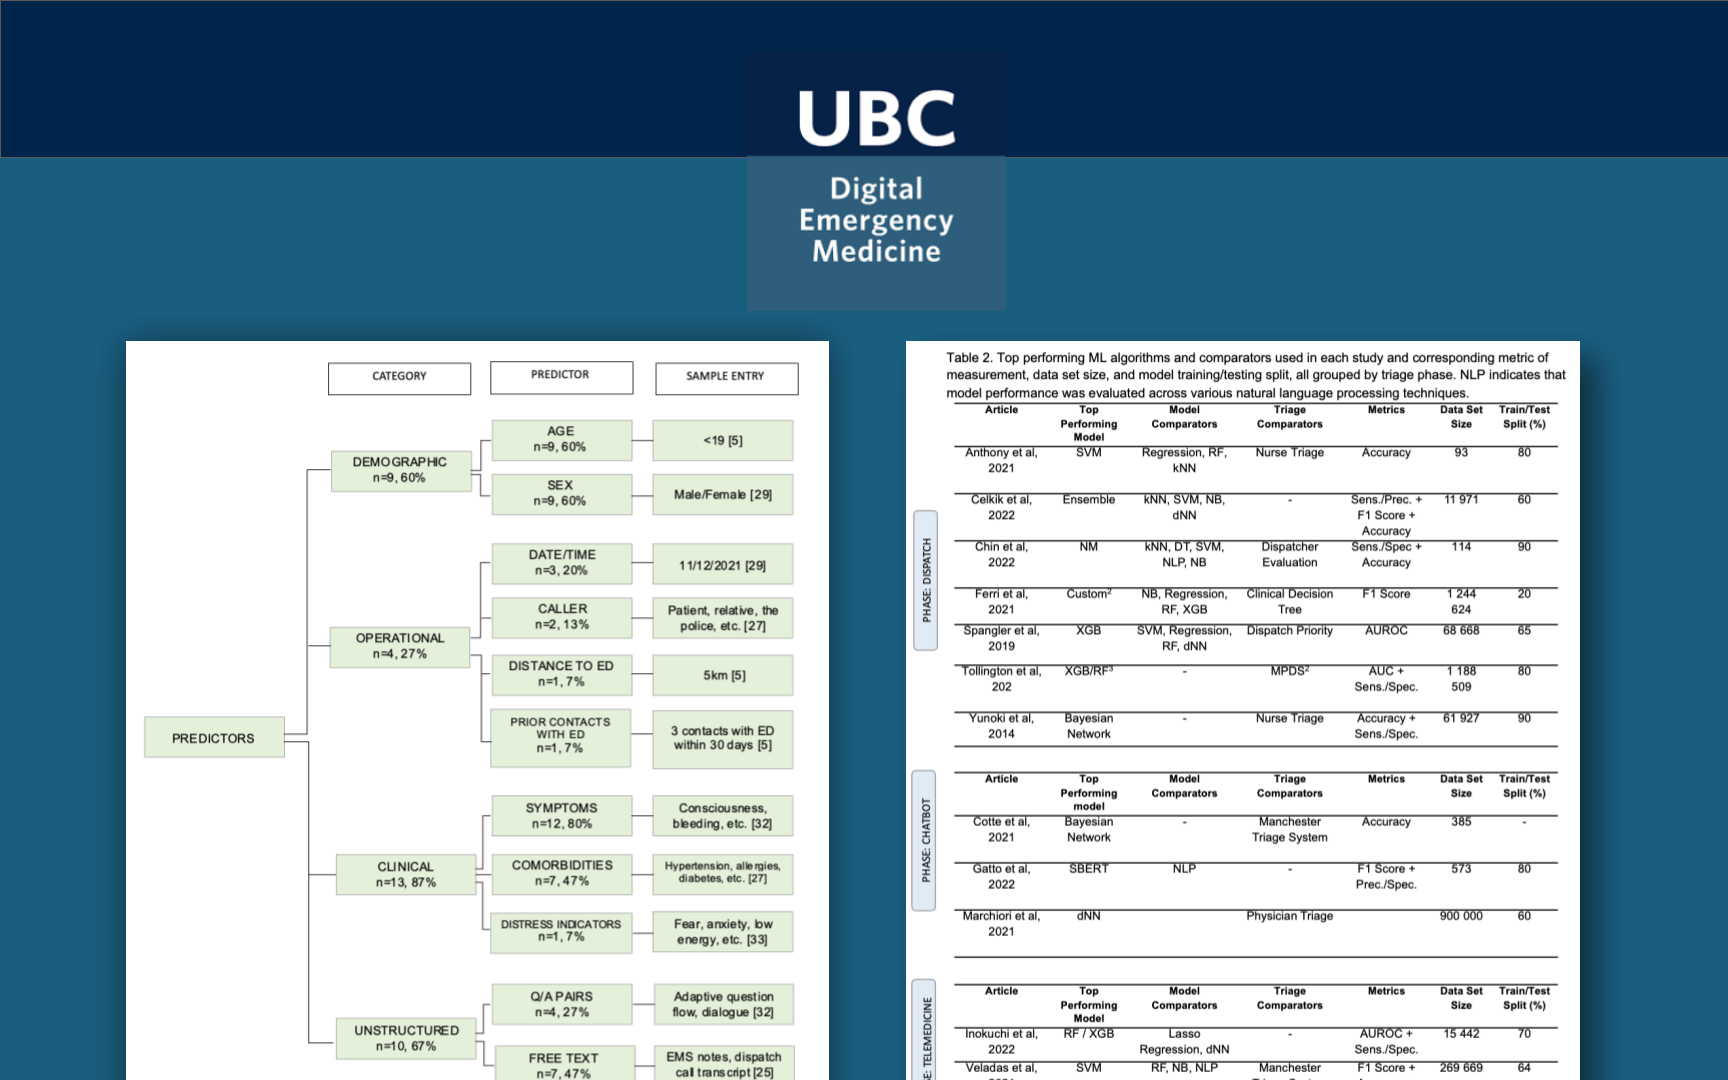 UBC
Digital
Emergency
Medicine
CATEGORY
PREDICTOR
SAMPLE ENTRY
PREDICTORS
DEMOGRAPHIC
n=9, 60%
AGE
n=9, 60%
<19 [5]
SEX
n=9, 60%
Male/Female [29]
OPERATIONAL
n=4, 27%
DATE/TIME
n=3, 20%
11/12/2021 [29]
CALLER
n=2, 13%
Patient, relative, the
police, etc. [27]
DISTANCE TO ED
n=1, 7%
5km [5]
PRIOR CONTACTS
WITH ED
n=1, 7%
3 contacts with ED
within 30 days [5]
CLINICAL
n=13, 87%
SYMPTOMS
n=12, 80%
Consciousness,
bleeding, etc. [32]
COMORBIDITIES
n=7, 47%
Hypertension, allergies,
diabetes, etc. [27]
DISTRESS INDICATORS
n=1, 7%
Fear, anxiety, low
energy, etc. [33]
UNSTRUCTURED
n=10, 67%
Q/A PAIRS
n=4, 27%
Adaptive question
flow, dialogue [32]
FREE TEXT
n=7, 47%
EMS notes, dispatch
call transcript [25]
Table 2. Top performing ML algorithms and comparators used in each study and corresponding metric of
measurement, data set size, and model training/testing split, all grouped by triage phase. NLP indicates that
model performance was evaluated across various natural language processing techniques.
PHASE: DISPATCH
Article Top Model Triage Metrics Data Set Train/Test
Performing Comparators Comparators Size Split (%)
Model
Anthony et al, SVM Regression, RF, Nurse Triage Accuracy 93 80
2021 kNN
Celkik et al, Ensemble kNN, SVM, NB, - Sens./Prec. + 11 971 60
2022 dNN F1 Score +
Accuracy
Chin et al, NM kNN, DT, SVM, Dispatcher Sens./Spec + 114 90
2022 NLP, NB Evaluation Accuracy
Ferri et al, Custom² NB, Regression, Clinical Decision F1 Score 1 244 20
2021 RF, XGB Tree 624
Spangler et al, XGB SVM, Regression, Dispatch Priority AUROC 68 668 65
2019 RF, dNN
Tollington et al, XGB/RF³ - MPDS² AUC + 1 188 80
202 Sens./Spec. 509
Yunoki et al, Bayesian - Nurse Triage Accuracy + 61 927 90
2014 Network Sens./Spec.
PHASE: CHATBOT
Article Top Model Triage Metrics Data Set Train/Test
Performing Comparators Comparators Size Split (%)
model
Cotte et al, Bayesian - Manchester Accuracy 385 -
2021 Network Triage System
Gatto et al, SBERT NLP - F1 Score + 573 80
2022 Prec./Spec.
Marchiori et al, dNN Physician Triage 900 000 60
2021
E: TELEMEDICINE
Article Top Model Triage Metrics Data Set Train/Test
Performing Comparators Comparators Size Split (%)
Model
Inokuchi et al, RF / XGB Lasso - AUROC + 15 442 70
2022 Regression, dNN Sens./Spec.
Veladas et al, SVM RF, NB, NLP Manchester F1 Score + 269 669 64